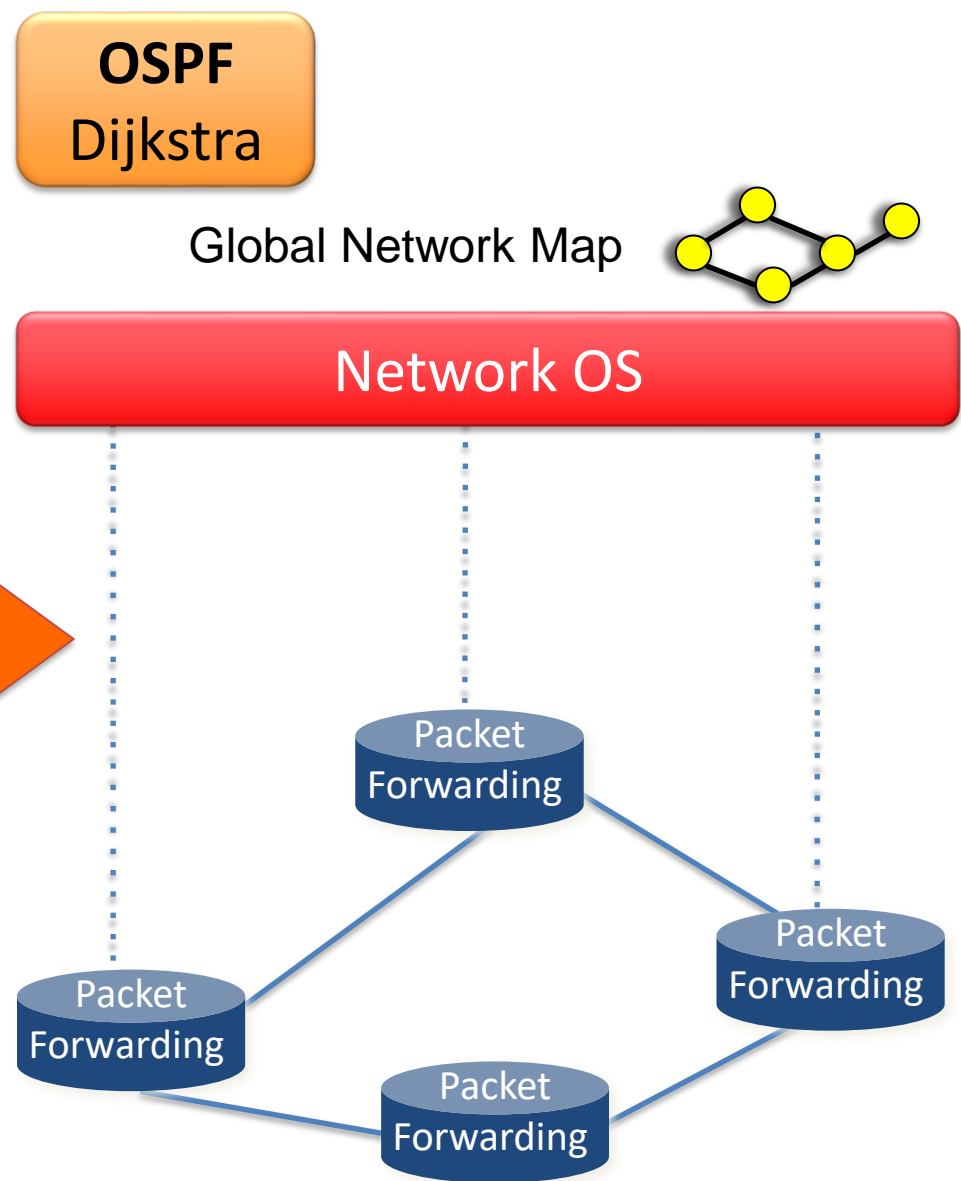 OSPF
Dijkstra
Global Network Map
Network OS
Packet
Forwarding
Packet
Forwarding
Packet
Forwarding
Packet
Forwarding